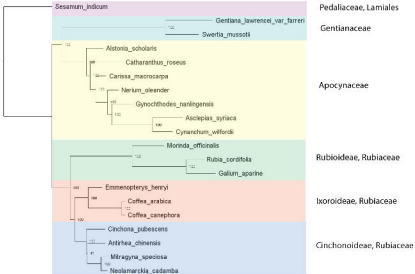 Sesamum_indicum
Pedaliaceae, Lamiales
Gentiana_lawrencei_var_farreri
Gentianaceae
Swertia_mussotii
Alstonia_scholaris
Catharanthus_roseus
Carissa_macrocarpa
Apocynaceae
Nerium_oleander
Gynochthodes_nanlingensis
Asclepias_syriaca
Cynanchum_wilfordii
Morinda_officinalis
Rubia_cordifolia
Rubioideae, Rubiaceae
Galium_aparine
Emmenopterys_henryi
Coffea_arabica
Ixoroideae, Rubiaceae
Coffea_canephora
Cinchona_pubescens
Antirhea_chinensis
Cinchonoideae, Rubiaceae
Mitragyna_speciosa
Neolamarckia_cadamba